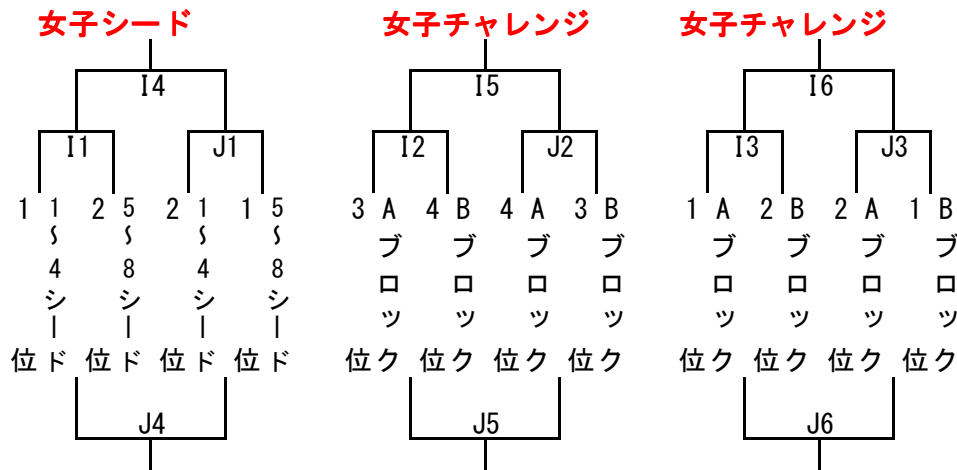 女子シード
女子チャレンジ
女子チャレンジ
I4
I5
I6
I1
J1
I2
J2
I3
J3
1～4シード1位
5～8シード2位
1～4シード2位
5～8シード1位
Aブロック3位
Bブロック4位
Aブロック4位
Bブロック3位
Aブロック1位
Bブロック2位
Aブロック2位
Bブロック1位
J4
J5
J6